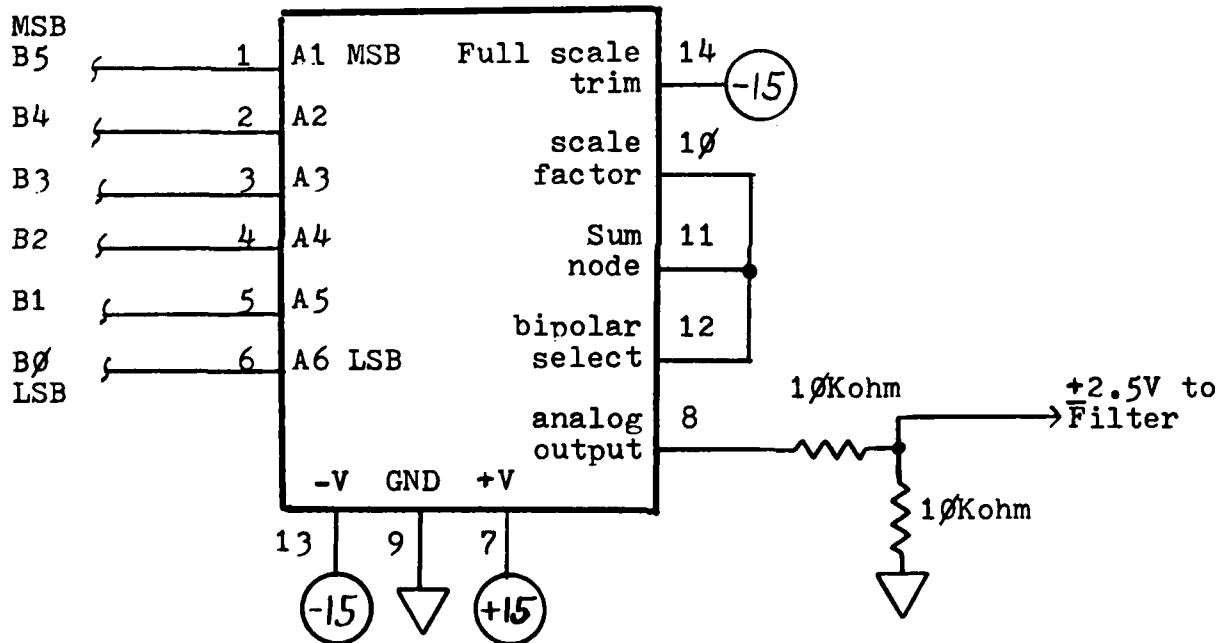 MSB
B5
1
A1 MSB
Full scale trim
14
-15
B4
2
A2
B3
3
A3
scale factor
1Ø
B2
4
A4
Sum node
11
B1
5
A5
bipolar select
12
BØ
LSB
6
A6 LSB
analog output
8
1ØKohm
±2.5V to
Filter
1ØKohm
-V GND +V
13 9 7
-15
+15